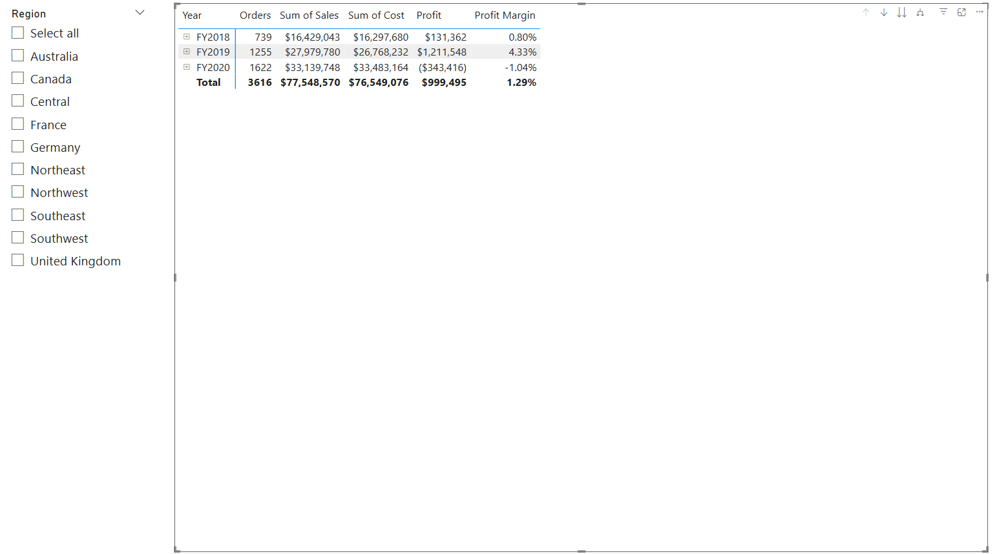 Region
Select all
Australia
Canada
Central
France
Germany
Northeast
Northwest
Southeast
Southwest
United Kingdom
Year Orders Sum of Sales Sum of Cost Profit Profit Margin
FY2018 739 $16,429,043 $16,297,680 $131,362 0.80%
FY2019 1255 $27,979,780 $26,768,232 $1,211,548 4.33%
FY2020 1622 $33,139,748 $33,483,164 ($343,416) -1.04%
Total 3616 $77,548,570 $76,549,076 $999,495 1.29%